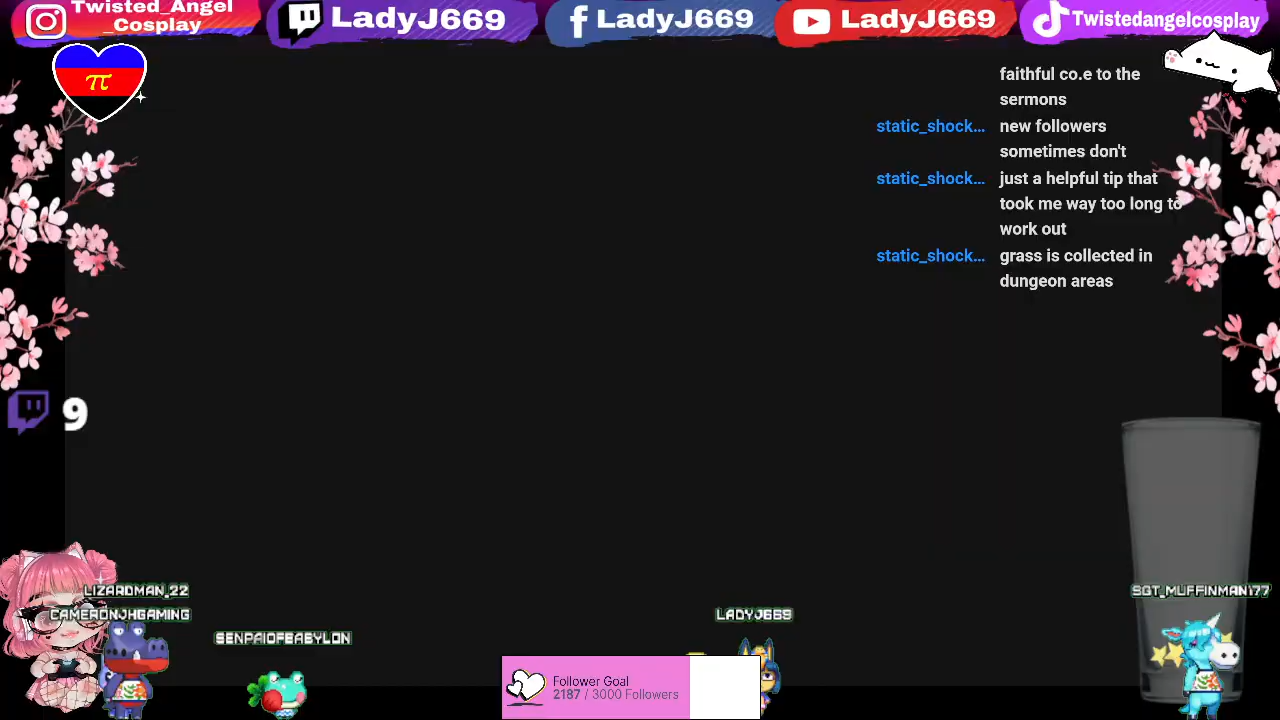 Twisted_Angel
_Cosplay
LadyJ669
LadyJ669
LadyJ669
Twistedangelcosplay
π
faithful co.e to the
sermons
static_shock… new followers
sometimes don't
static_shock… just a helpful tip that
took me way too long to
work out
static_shock… grass is collected in
dungeon areas
9
LIZARDMAN_22
CAMERONJHGAMING
SENPAIOFBABYLON
LADYJ669
SGT_MUFFINMAN177
Follower Goal
2187 / 3000 Followers